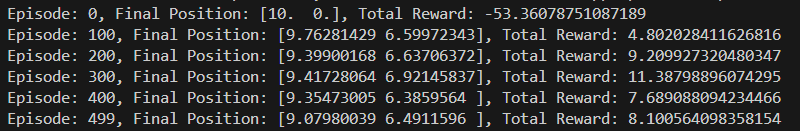 Episode: 0, Final Position: [10.  0.], Total Reward: -53.36078751087189
Episode: 100, Final Position: [9.76281429 6.59972343], Total Reward: 4.802028411626816
Episode: 200, Final Position: [9.39900168 6.63706372], Total Reward: 9.209927320480347
Episode: 300, Final Position: [9.41728064 6.92145837], Total Reward: 11.38798896074295
Episode: 400, Final Position: [9.35473005 6.3859564 ], Total Reward: 7.689088094234466
Episode: 499, Final Position: [9.07980039 6.4911596 ], Total Reward: 8.100564098358154